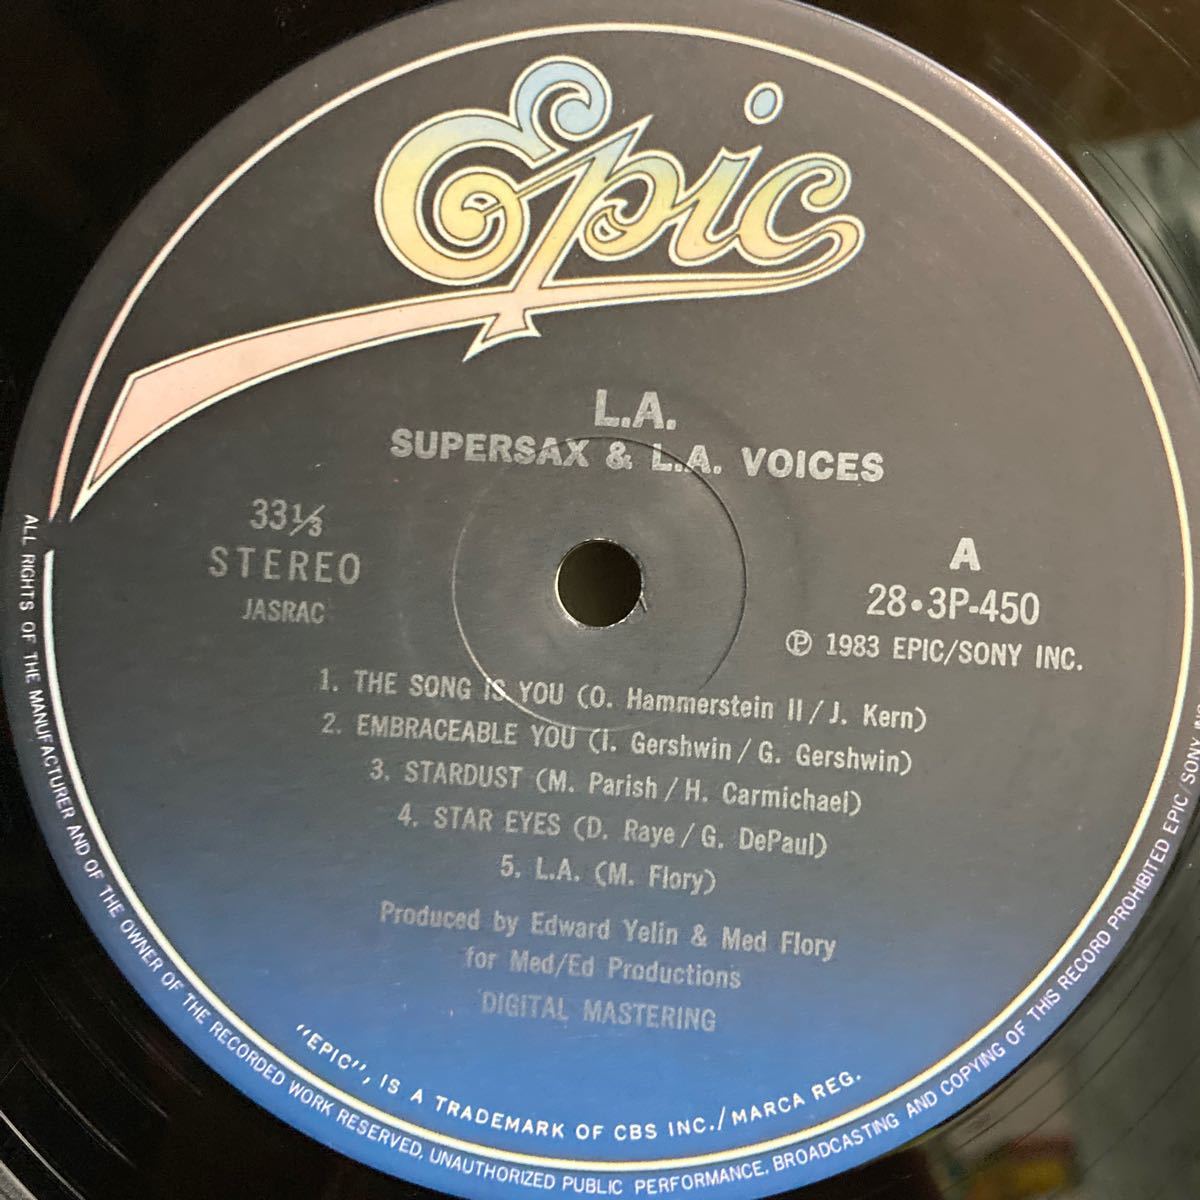 Epic
L.A.
SUPERSAX & L.A. VOICES
33 1/3
STEREO
JASRAC
A
28•3P-450
Ⓟ 1983 EPIC/SONY INC.
1. THE SONG IS YOU (O. Hammerstein II / J. Kern)
2. EMBRACEABLE YOU (I. Gershwin / G. Gershwin)
3. STARDUST (M. Parish / H. Carmichael)
4. STAR EYES (D. Raye / G. DePaul)
5. L.A. (M. Flory)
Produced by Edward Yelin & Med Flory
for Med/Ed Productions
DIGITAL MASTERING
"EPIC", IS A TRADEMARK OF CBS INC./MARCA REG.
ALL RIGHTS OF THE MANUFACTURER AND OF THE OWNER OF THE RECORDED WORK RESERVED. UNAUTHORIZED PUBLIC PERFORMANCE. BROADCASTING AND COPYING OF THIS RECORD PROHIBITED EPIC/SONY